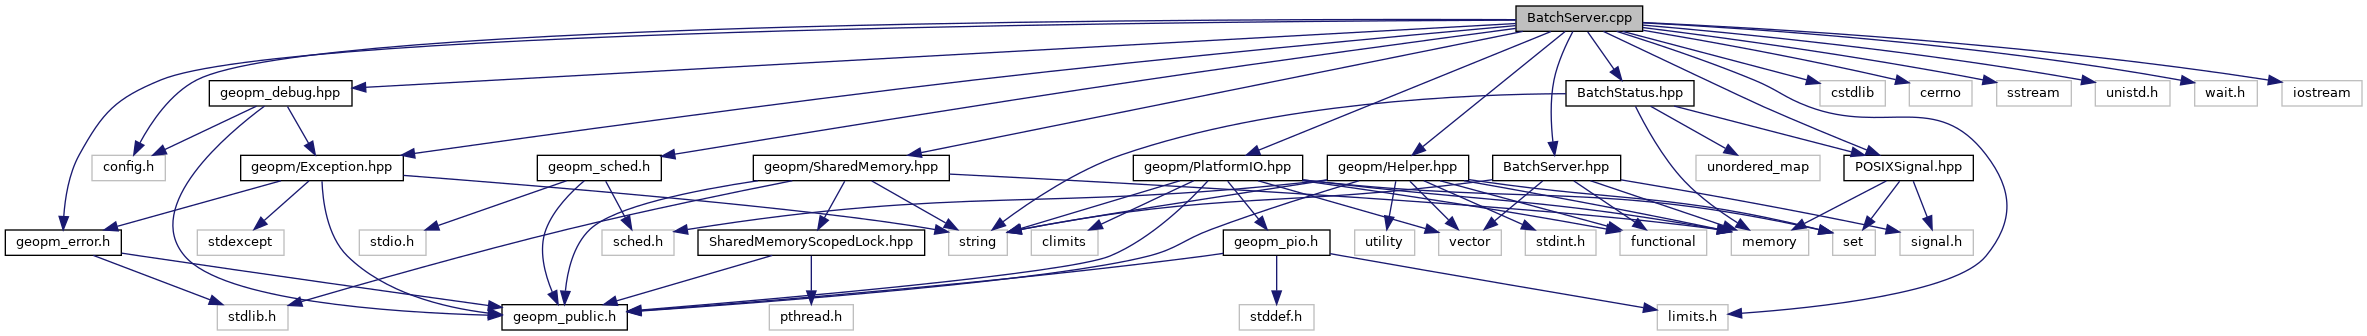 BatchServer.cpp
geopm_debug.hpp
BatchStatus.hpp
cstdlib
cerrno
sstream
unistd.h
wait.h
iostream
config.h
geopm/Exception.hpp
geopm_sched.h
geopm/SharedMemory.hpp
geopm/PlatformIO.hpp
geopm/Helper.hpp
BatchServer.hpp
unordered_map
POSIXSignal.hpp
geopm_error.h
stdexcept
stdio.h
sched.h
SharedMemoryScopedLock.hpp
string
climits
geopm_pio.h
utility
vector
stdint.h
functional
memory
set
signal.h
stdlib.h
geopm_public.h
pthread.h
stddef.h
limits.h